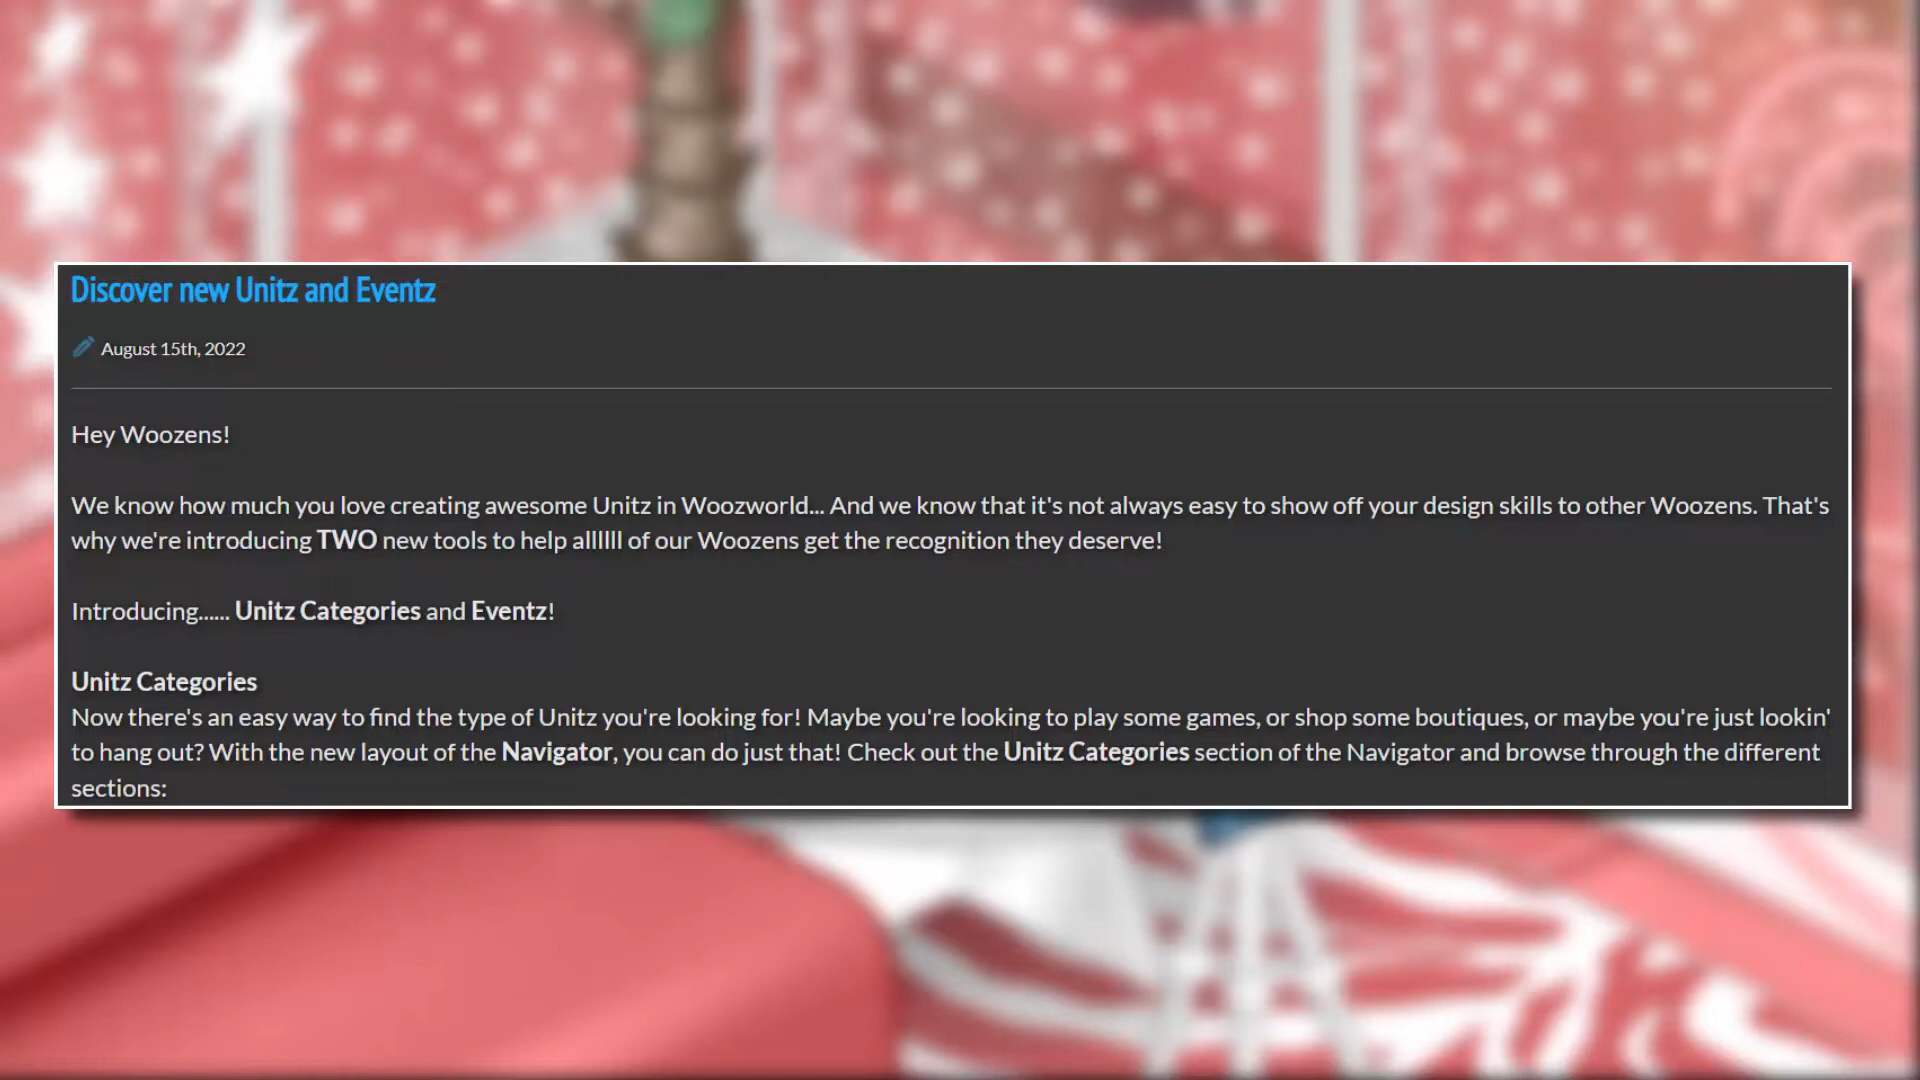 Discover new Unitz and Eventz
August 15th, 2022
Hey Woozens!
We know how much you love creating awesome Unitz in Woozworld... And we know that it's not always easy to show off your design skills to other Woozens. That's
why we're introducing TWO new tools to help allllll of our Woozens get the recognition they deserve!
Introducing...... Unitz Categories and Eventz!
Unitz Categories
Now there's an easy way to find the type of Unitz you're looking for! Maybe you're looking to play some games, or shop some boutiques, or maybe you're just lookin'
to hang out? With the new layout of the Navigator, you can do just that! Check out the Unitz Categories section of the Navigator and browse through the different
sections: